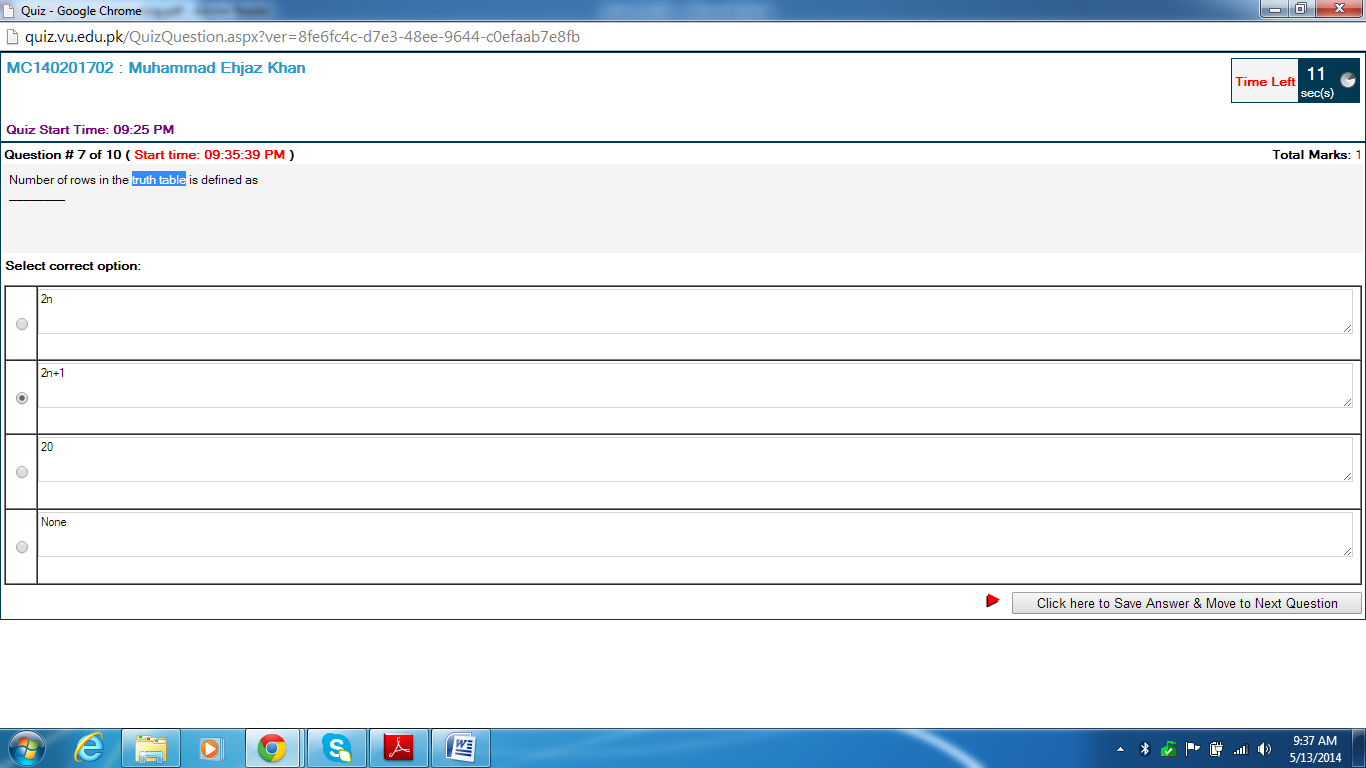 Quiz - Google Chrome
quiz.vu.edu.pk/QuizQuestion.aspx?ver=8fe6fc4c-d7e3-48ee-9644-c0efaab7e8fb
MC140201702 : Muhammad Ehjaz Khan
Time Left 11 sec(s)
Quiz Start Time: 09:25 PM
Question # 7 of 10 ( Start time: 09:35:39 PM ) Total Marks: 1
Number of rows in the truth table is defined as
________
Select correct option:
2n
2n+1
20
None
Click here to Save Answer & Move to Next Question
9:37 AM
5/13/2014